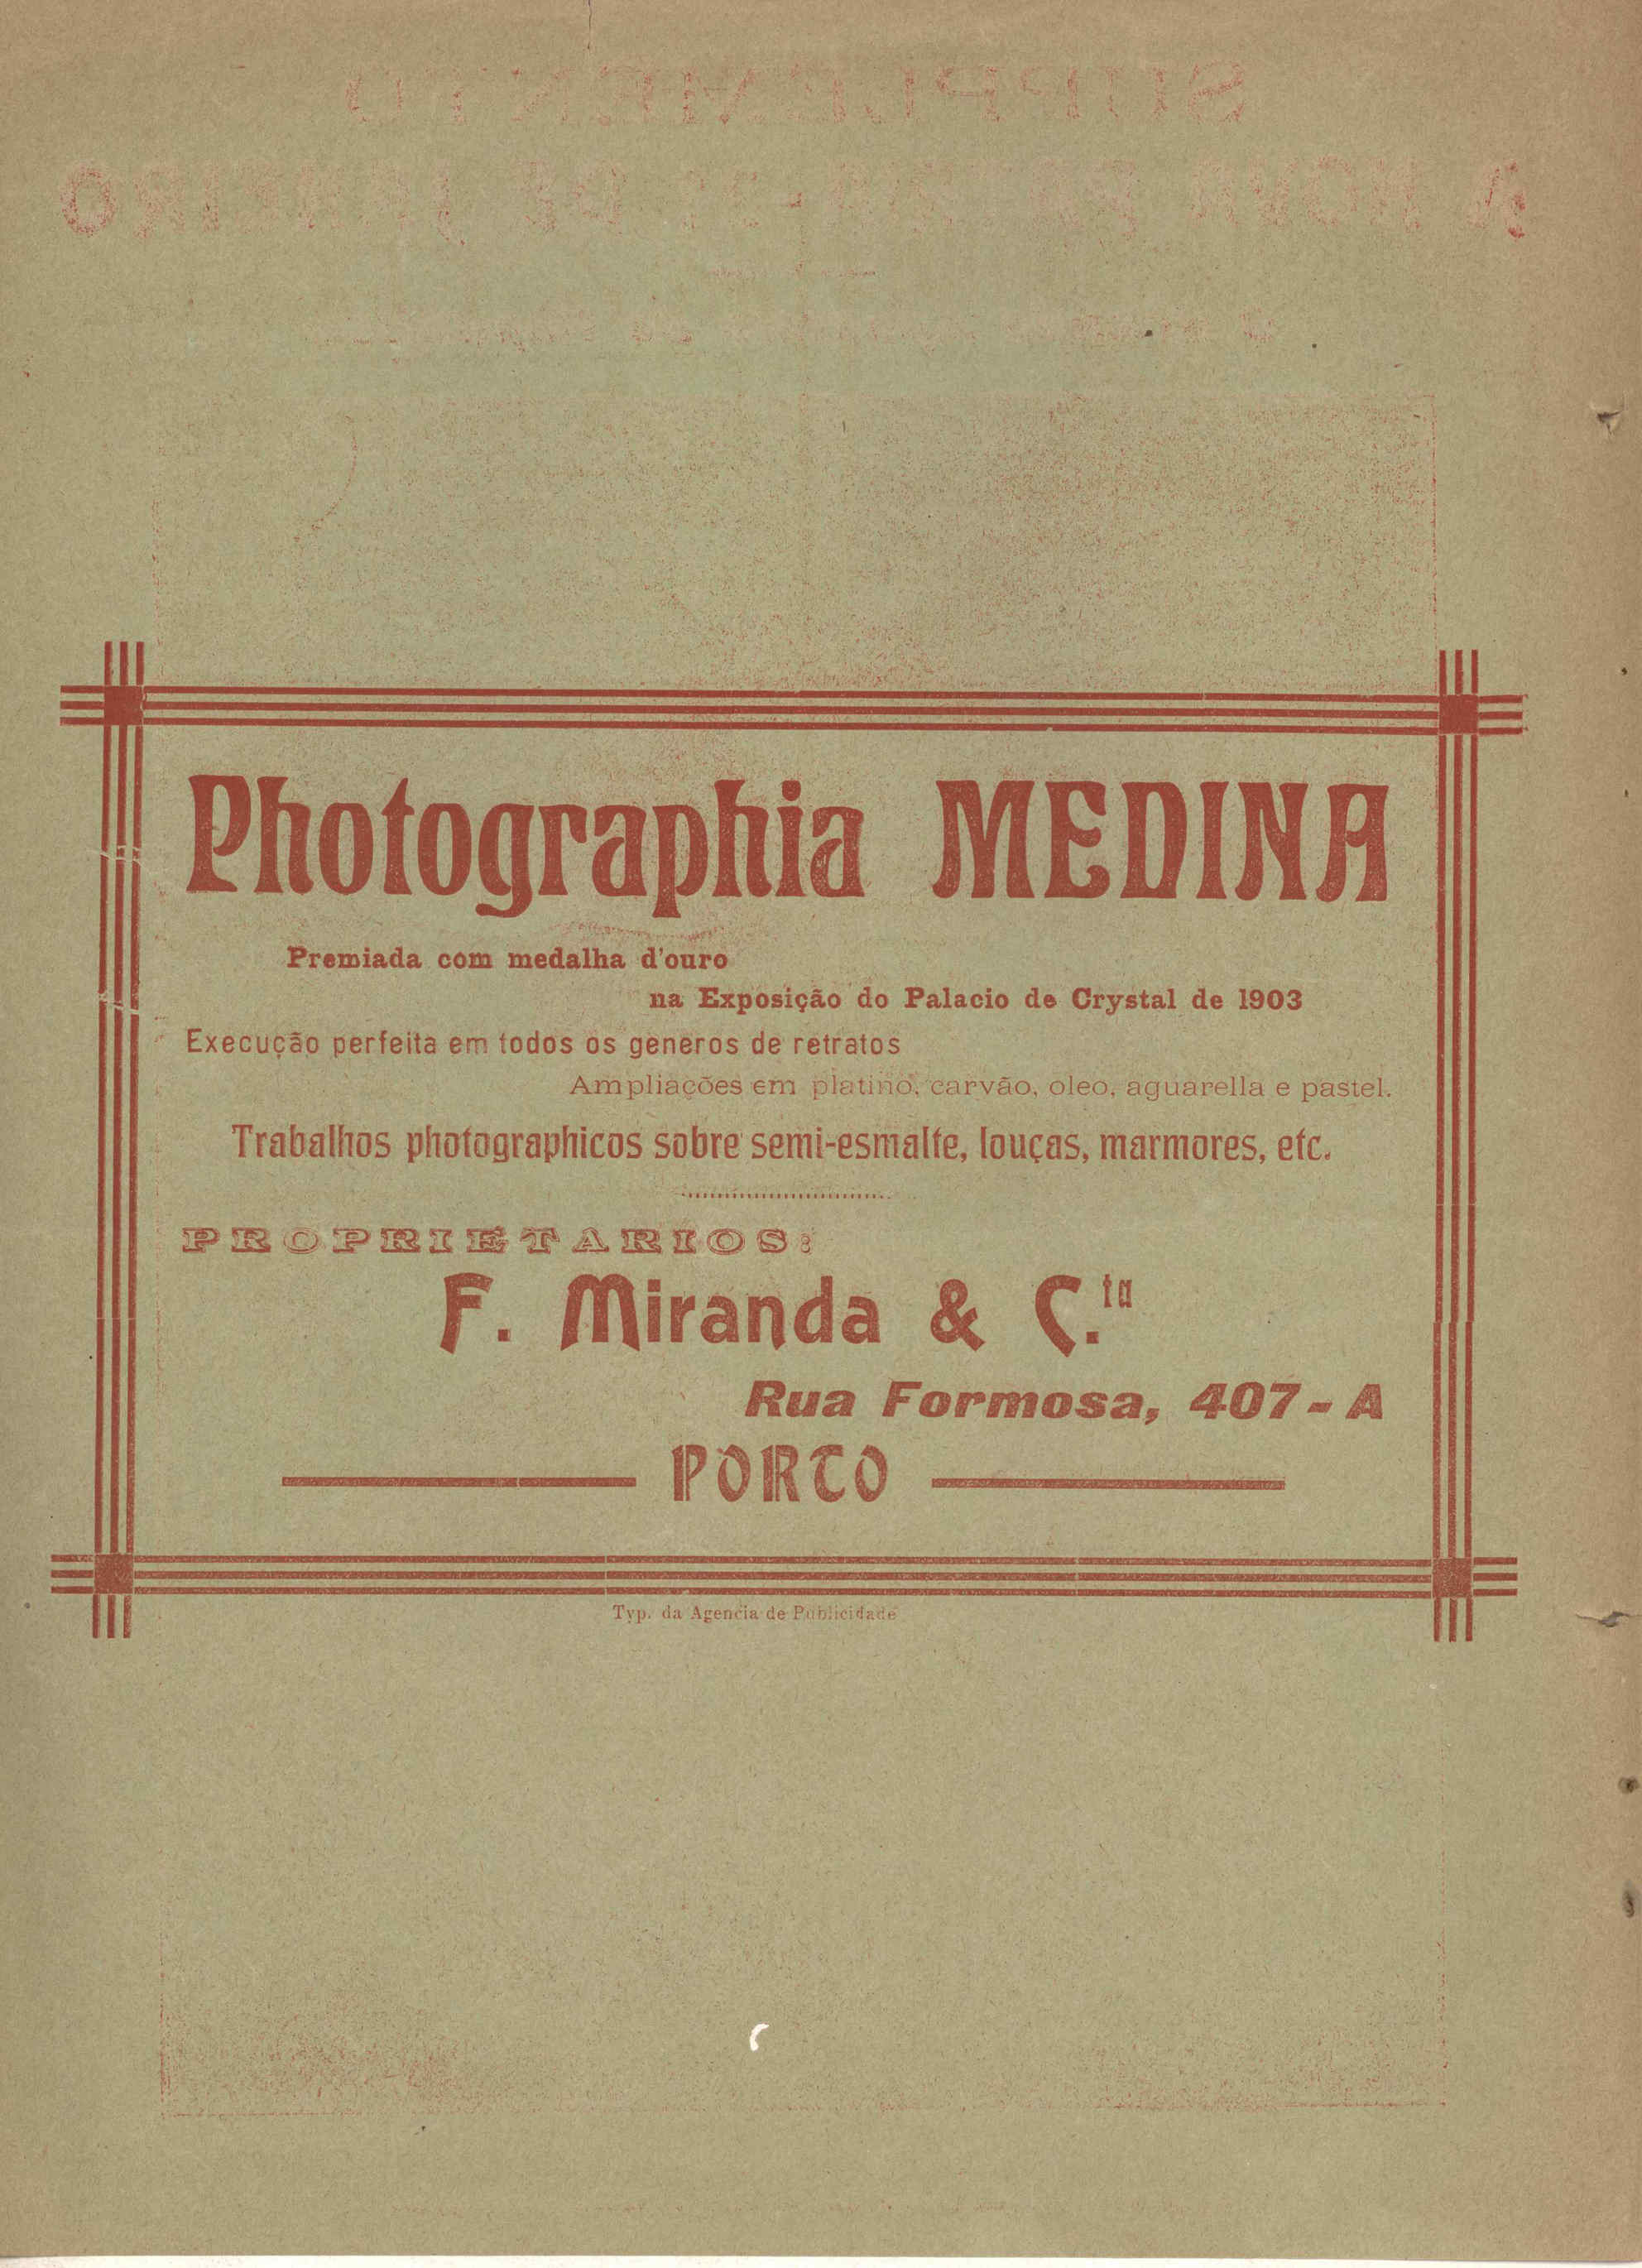 SUPPLEMENTO
Photographia MEDINA
Premiada com medalha d'ouro
na Exposição do Palacio de Crystal de 1903
Execução perfeita em todos os generos de retratos
Ampliações em platino, carvão, oleo, aguarella e pastel.
Trabalhos photographicos sobre semi-esmalte, louças, marmores, etc.
PROPRIETARIOS:
F. Miranda & C.ta
Rua Formosa, 407-A
PORTO
Typ. da Agencia de Publicidade